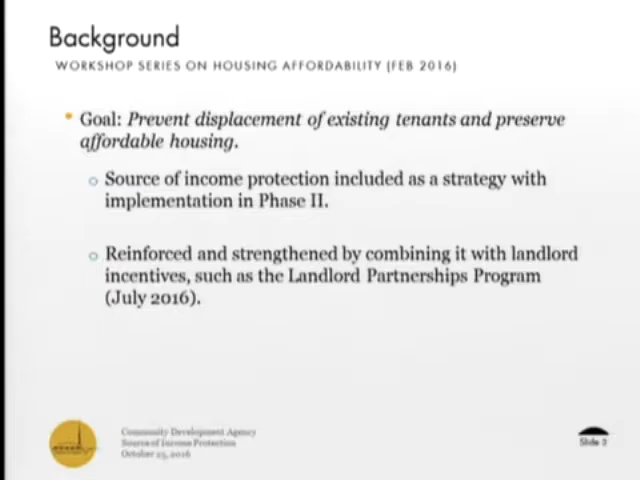 Background
WORKSHOP SERIES ON HOUSING AFFORDABILITY (FEB 2016)
Goal: Prevent displacement of existing tenants and preserve
affordable housing.
Source of income protection included as a strategy with
implementation in Phase II.
Reinforced and strengthened by combining it with landlord
incentives, such as the Landlord Partnerships Program
(July 2016).
Community Development Agency
Source of Income Protection
October 25, 2016
Slide